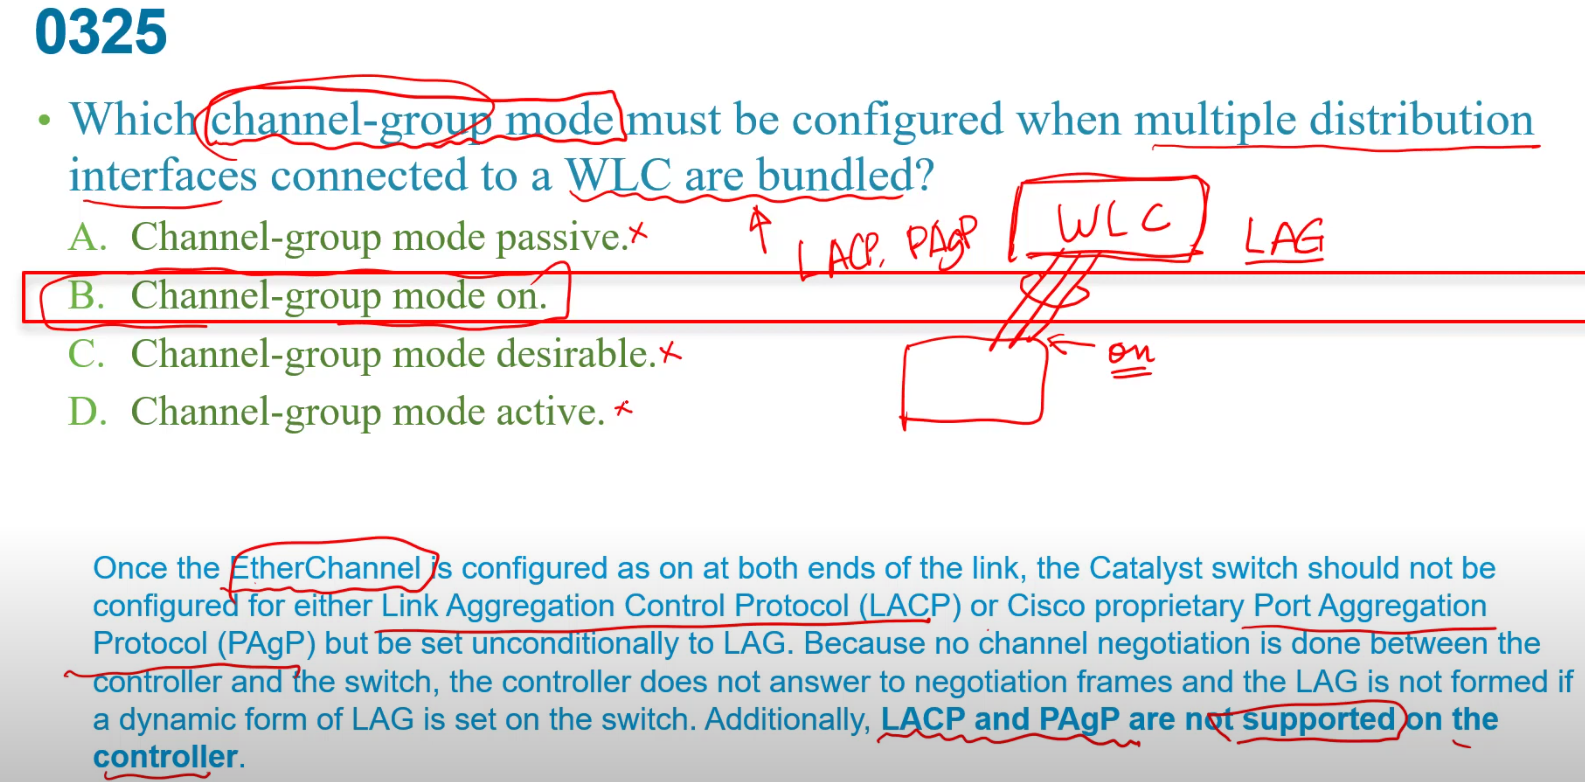 0325
• Which channel-group mode must be configured when multiple distribution
interfaces connected to a WLC are bundled?
A. Channel-group mode passive.x
LACP, PAgP
WLC
LAG
B. Channel-group mode on.
C. Channel-group mode desirable.x
on
D. Channel-group mode active. x
Once the EtherChannel is configured as on at both ends of the link, the Catalyst switch should not be
configured for either Link Aggregation Control Protocol (LACP) or Cisco proprietary Port Aggregation
Protocol (PAgP) but be set unconditionally to LAG. Because no channel negotiation is done between the
controller and the switch, the controller does not answer to negotiation frames and the LAG is not formed if
a dynamic form of LAG is set on the switch. Additionally, LACP and PAgP are not supported on the
controller.